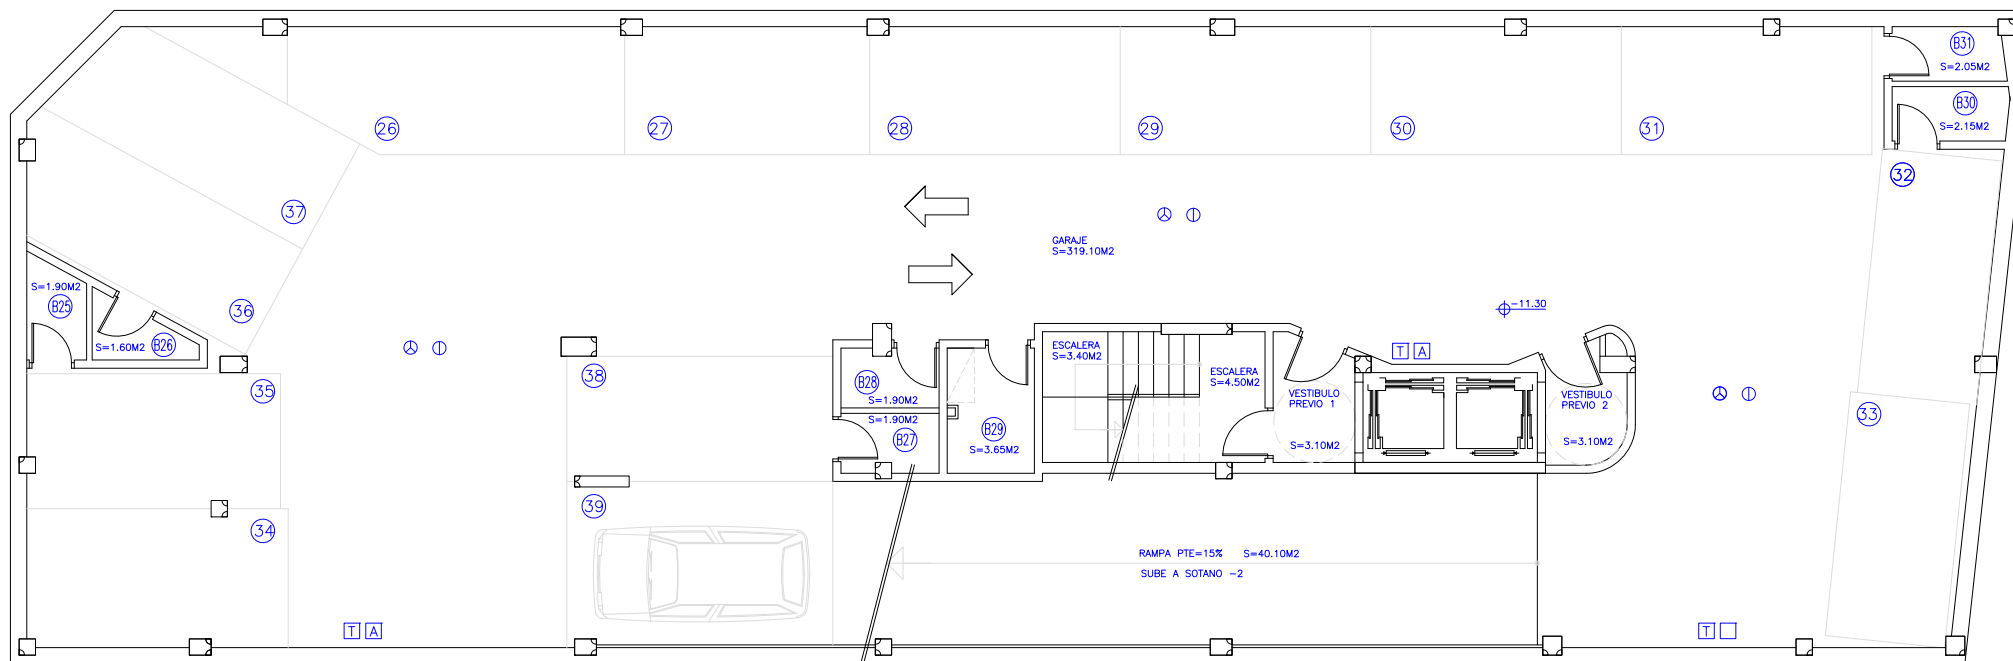 B31
S=2.05M2
B30
S=2.15M2
26
27
28
29
30
31
32
37
GARAJE
S=319.10M2
S=1.90M2
B25
36
-11.30
S=1.60M2
B26
35
38
B28
S=1.90M2
S=1.90M2
B27
B29
S=3.65M2
ESCALERA
S=3.40M2
ESCALERA
S=4.50M2
T A
VESTIBULO
PREVIO 1
S=3.10M2
VESTIBULO
PREVIO 2
S=3.10M2
33
34
39
RAMPA PTE=15% S=40.10M2
SUBE A SOTANO -2
T A
T